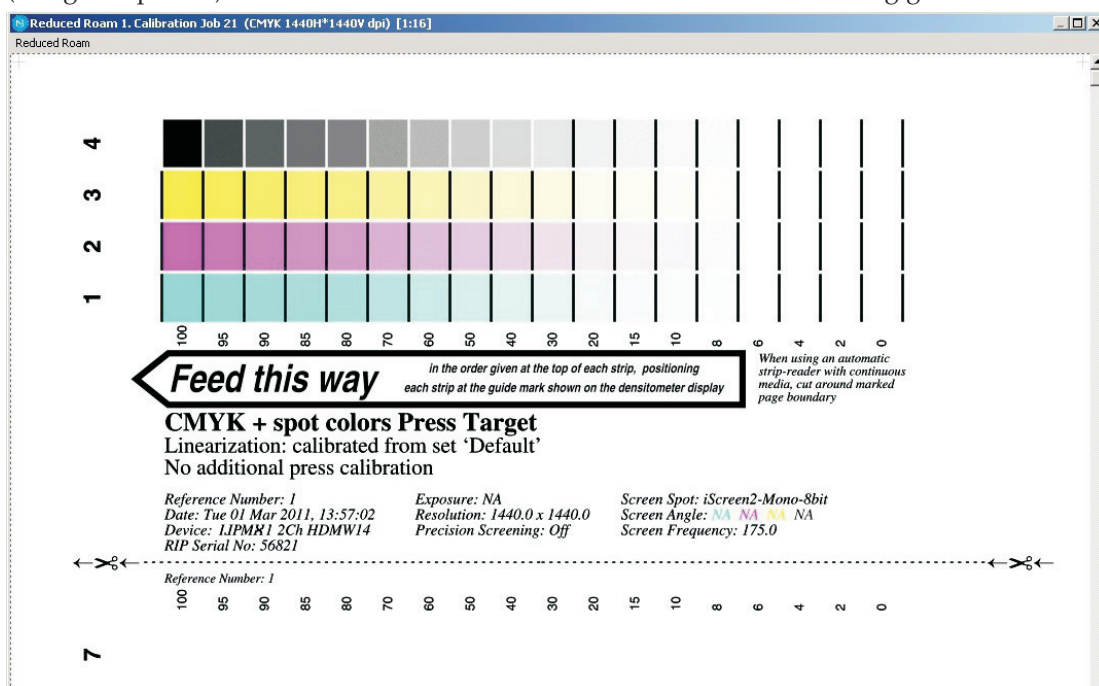 Reduced Roam 1. Calibration Job 21 (CMYK 1440H*1440V dpi) [1:16]
Reduced Roam
4
3
2
1
100 95 90 85 80 70 60 50 40 30 20 15 10 8 6 4 2 0
Feed this way
in the order given at the top of each strip, positioning
each strip at the guide mark shown on the densitometer display
When using an automatic
strip-reader with continuous
media, cut around marked
page boundary
CMYK + spot colors Press Target
Linearization: calibrated from set ‘Default’
No additional press calibration
Reference Number: 1
Date: Tue 01 Mar 2011, 13:57:02
2Ch HDMW14
RIP Serial No: 56821
Exposure: NA
Resolution: 1440.0 x 1440.0
Precision Screening: Off
Screen Spot: iScreen2-Mono-8bit
Screen Angle: NA NA NA NA
Screen Frequency: 175.0
Reference Number: 1
100 95 90 85 80 70 60 50 40 30 20 15 10 8 6 4 2 0
7